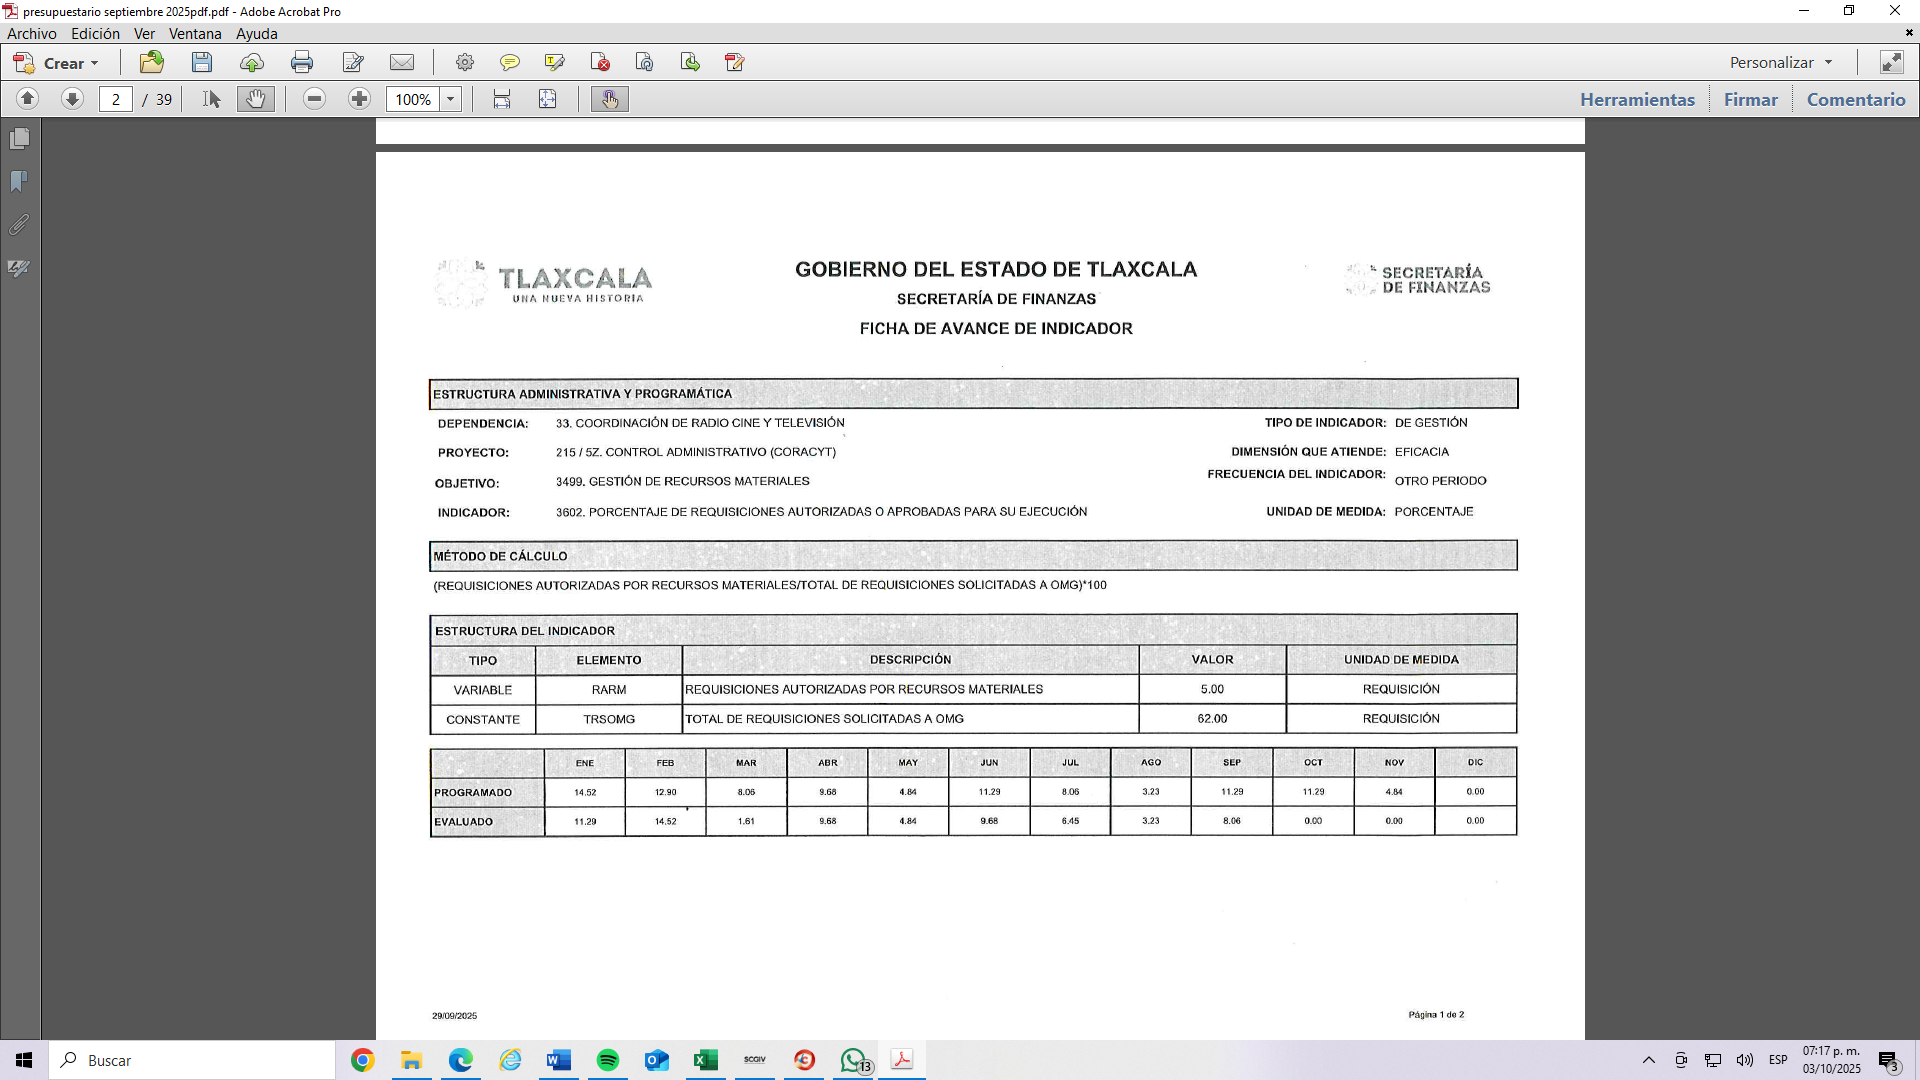 presupuestario septiembre 2025pdf.pdf - Adobe Acrobat Pro
Archivo Edición Ver Ventana Ayuda
Crear Personalizar
2 / 39 100% Herramientas Firmar Comentario
TLAXCALA
UNA NUEVA HISTORIA
GOBIERNO DEL ESTADO DE TLAXCALA
SECRETARÍA DE FINANZAS
FICHA DE AVANCE DE INDICADOR
SECRETARÍA
DE FINANZAS
ESTRUCTURA ADMINISTRATIVA Y PROGRAMÁTICA
DEPENDENCIA: 33. COORDINACIÓN DE RADIO CINE Y TELEVISIÓN TIPO DE INDICADOR: DE GESTIÓN
PROYECTO: 215 / 5Z. CONTROL ADMINISTRATIVO (CORACYT) DIMENSIÓN QUE ATIENDE: EFICACIA
OBJETIVO: 3499. GESTIÓN DE RECURSOS MATERIALES FRECUENCIA DEL INDICADOR: OTRO PERIODO
INDICADOR: 3602. PORCENTAJE DE REQUISICIONES AUTORIZADAS O APROBADAS PARA SU EJECUCIÓN UNIDAD DE MEDIDA: PORCENTAJE
MÉTODO DE CÁLCULO
(REQUISICIONES AUTORIZADAS POR RECURSOS MATERIALES/TOTAL DE REQUISICIONES SOLICITADAS A OMG)*100
ESTRUCTURA DEL INDICADOR
TIPO ELEMENTO DESCRIPCIÓN VALOR UNIDAD DE MEDIDA
VARIABLE RARM REQUISICIONES AUTORIZADAS POR RECURSOS MATERIALES 5.00 REQUISICIÓN
CONSTANTE TRSOMG TOTAL DE REQUISICIONES SOLICITADAS A OMG 62.00 REQUISICIÓN
ENE FEB MAR ABR MAY JUN JUL AGO SEP OCT NOV DIC
PROGRAMADO 14.52 12.90 8.06 9.68 4.84 11.29 8.06 3.23 11.29 11.29 4.84 0.00
EVALUADO 11.29 14.52 1.61 9.68 4.84 9.68 6.45 3.23 8.06 0.00 0.00 0.00
29/09/2025 Página 1 de 2
Buscar SCGIV 13 ESP 07:17 p. m.
03/10/2025 3